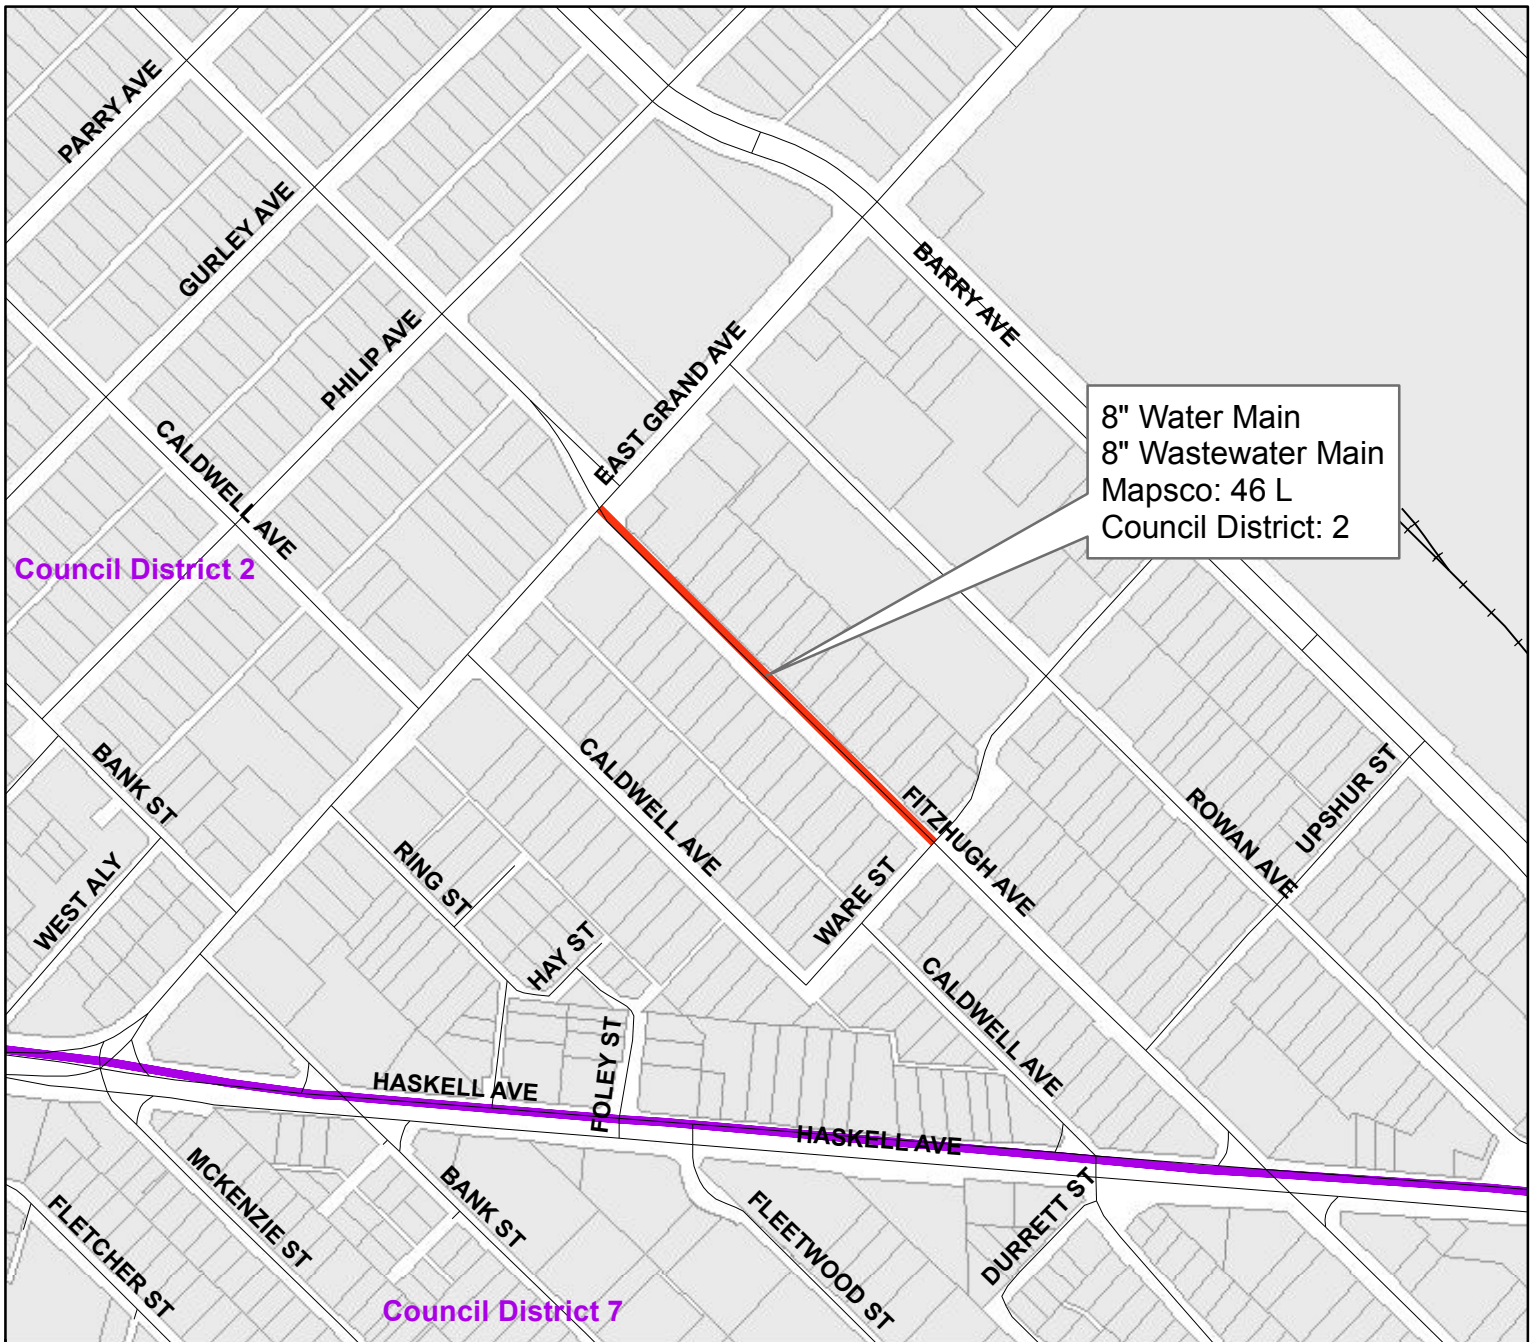 PARRY AVE
GURLEY AVE
PHILIP AVE
EAST GRAND AVE
BARRY AVE
8" Water Main
8" Wastewater Main
Mapsco: 46 L
Council District: 2
CALDWELL AVE
Council District 2
BANK ST
WEST ALY
CALDWELL AVE
RING ST
HAY ST
FOLEY ST
WARE ST
FITZHUGH AVE
ROWAN AVE
UPSHUR ST
CALDWELL AVE
HASKELL AVE
HASKELL AVE
MCKENZIE ST
BANK ST
FLETCHER ST
FLEETWOOD ST
DURRETT ST
Council District 7